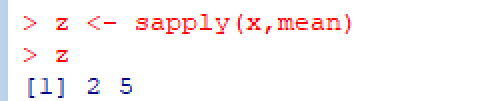 > z <- sapply(x,mean)
> z
[1] 2 5